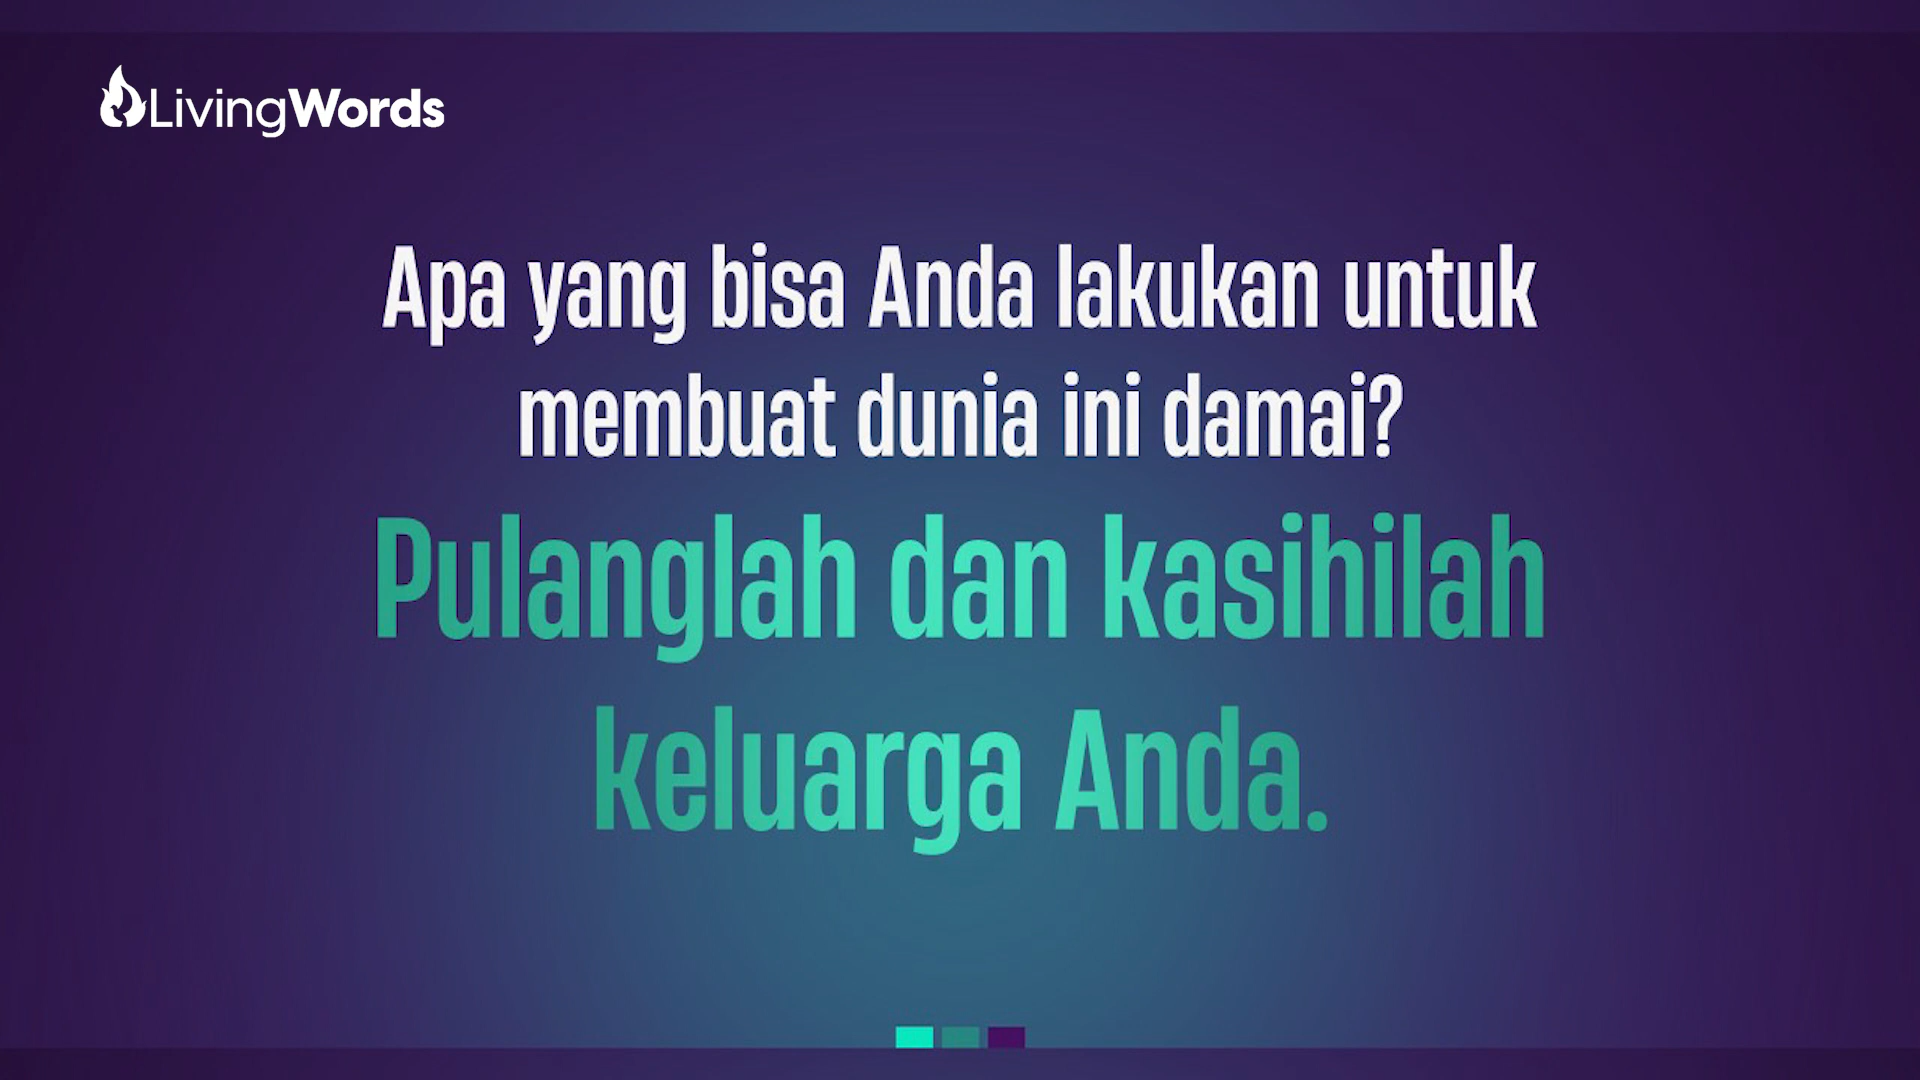 LivingWords
Apa yang bisa Anda lakukan untuk
membuat dunia ini damai?
Pulanglah dan kasihilah
keluarga Anda.